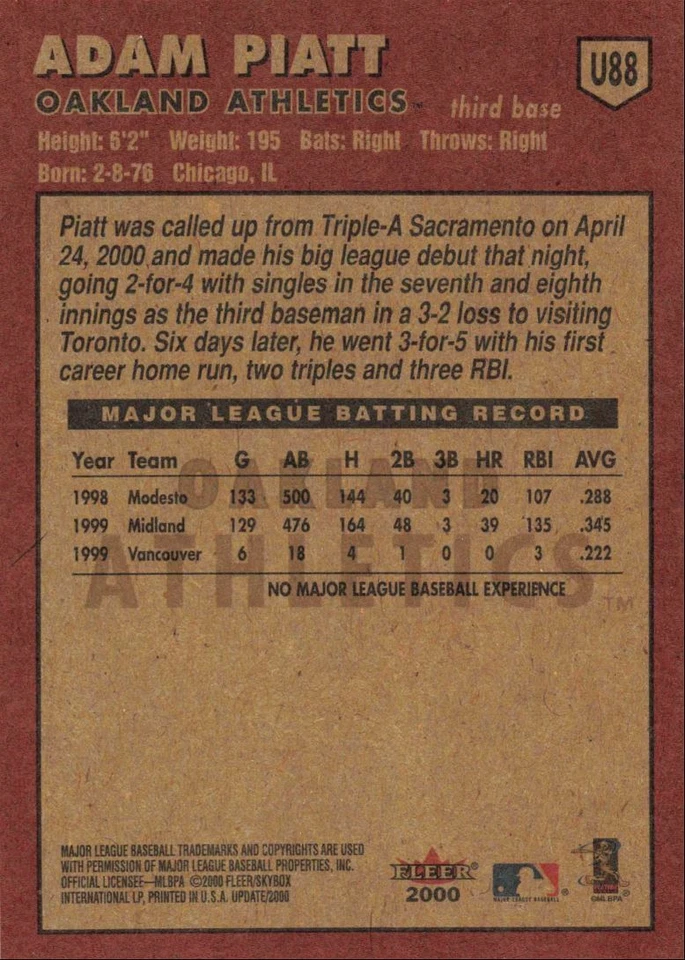 ADAM PIATT
U88
OAKLAND ATHLETICS™ third base
Height: 6'2" Weight: 195 Bats: Right Throws: Right
Born: 2-8-76 Chicago, IL
Piatt was called up from Triple-A Sacramento on April
24, 2000 and made his big league debut that night,
going 2-for-4 with singles in the seventh and eighth
innings as the third baseman in a 3-2 loss to visiting
Toronto. Six days later, he went 3-for-5 with his first
career home run, two triples and three RBI.
MAJOR LEAGUE BATTING RECORD
Year Team G AB H 2B 3B HR RBI AVG
1998 Modesto 133 500 144 40 3 20 107 .288
1999 Midland 129 476 164 48 3 39 135 .345
1999 Vancouver 6 18 4 1 0 0 3 .222
NO MAJOR LEAGUE BASEBALL EXPERIENCE
OAKLAND
ATHLETICS™
MAJOR LEAGUE BASEBALL TRADEMARKS AND COPYRIGHTS ARE USED
WITH PERMISSION OF MAJOR LEAGUE BASEBALL PROPERTIES, INC.
OFFICIAL LICENSEE—MLBPA ©2000 FLEER/SKYBOX
INTERNATIONAL LP, PRINTED IN U.S.A. UPDATE/2000
FLEER®
2000
MAJOR LEAGUE BASEBALL
©MLBPA